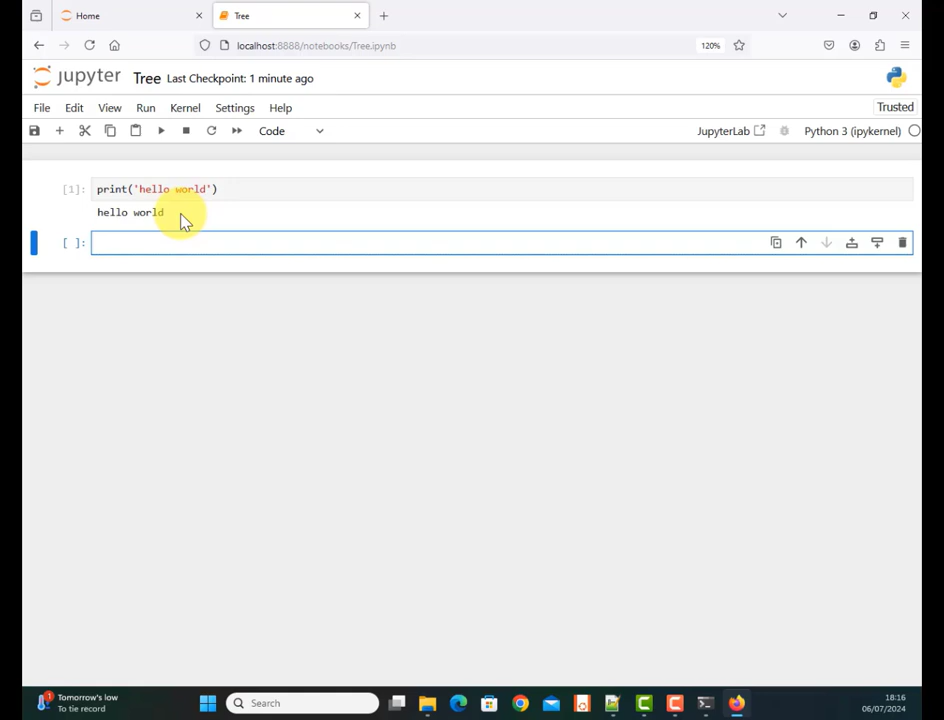 Home
Tree
localhost:8888/notebooks/Tree.ipynb
120%
jupyter Tree Last Checkpoint: 1 minute ago
File Edit View Run Kernel Settings Help
Trusted
Code
JupyterLab
Python 3 (ipykernel)
[1]: print('hello world')
hello world
[ ]:
1
Tomorrow's low
To tie record
Search
18:16
06/07/2024